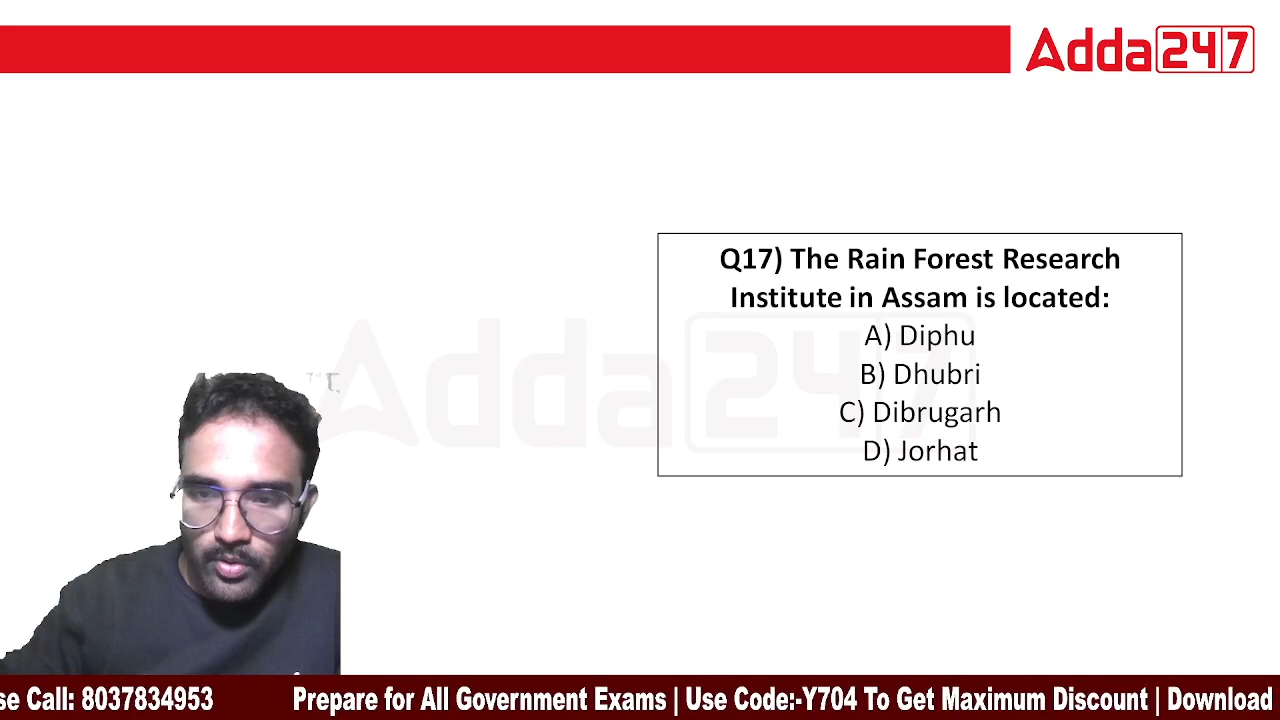 Adda247
Q17) The Rain Forest Research
Institute in Assam is located:
A) Diphu
B) Dhubri
C) Dibrugarh
D) Jorhat
Adda247
se Call: 8037834953 Prepare for All Government Exams | Use Code:-Y704 To Get Maximum Discount | Download